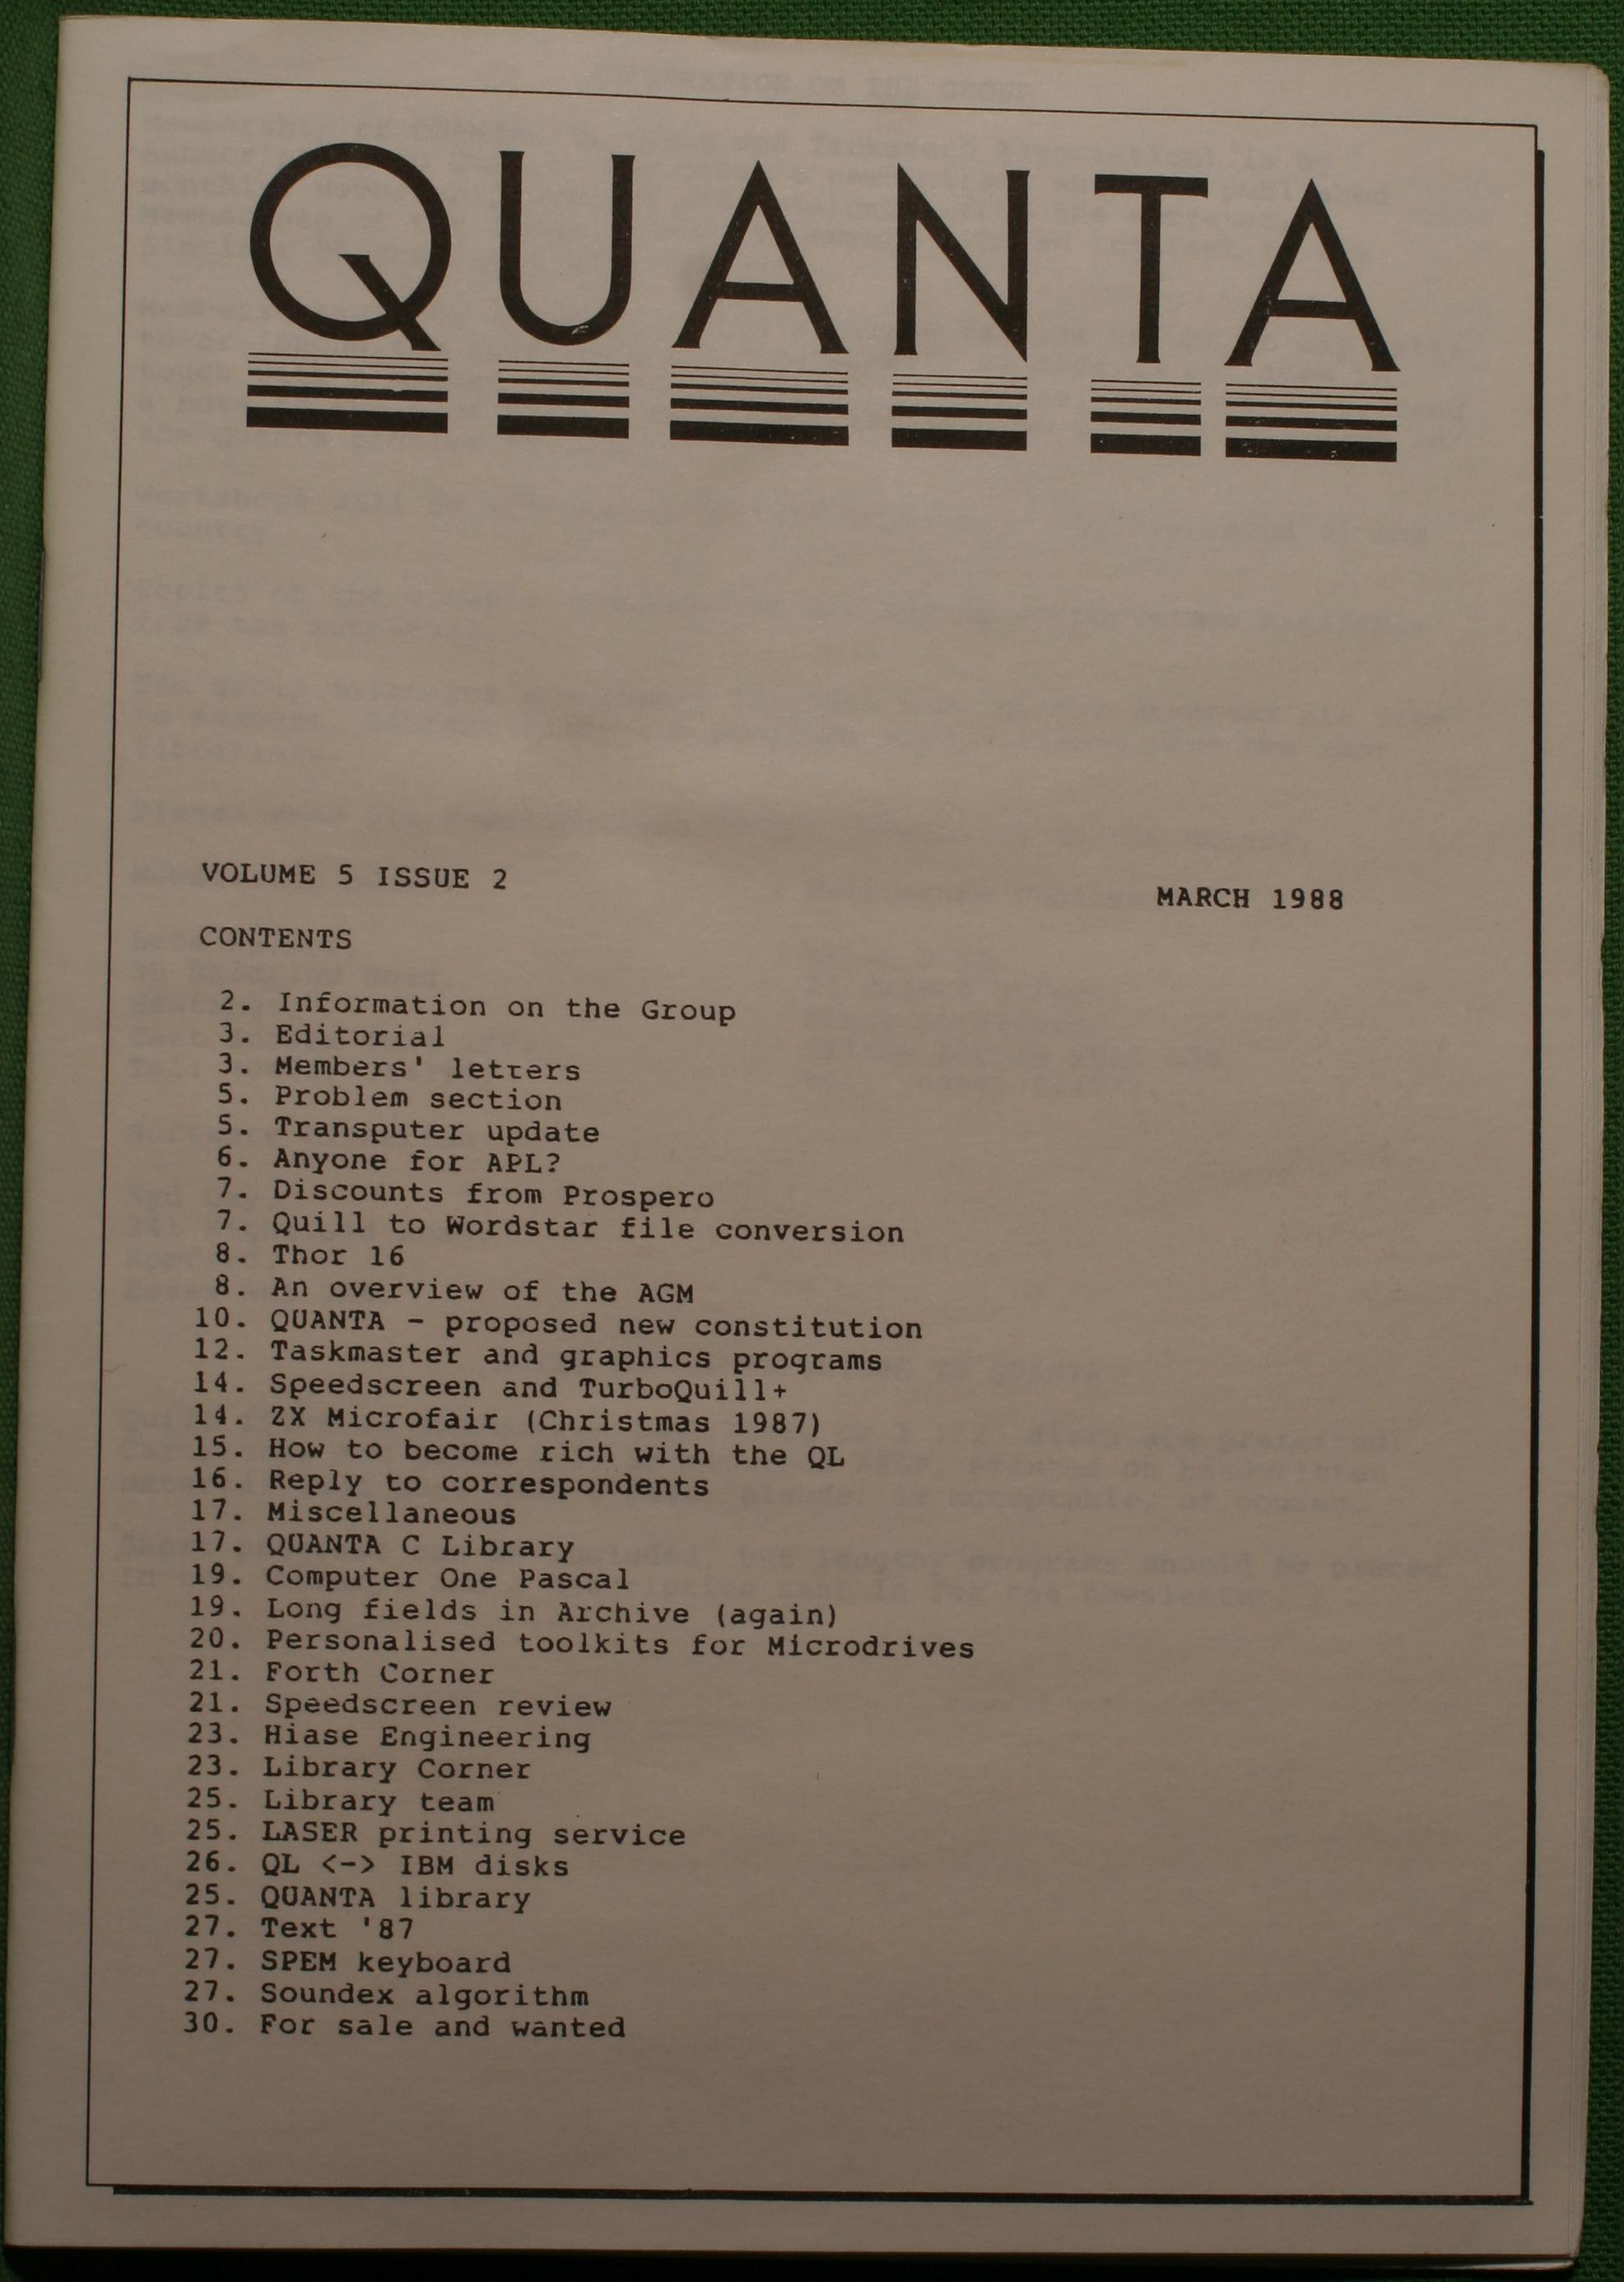 QUANTA
VOLUME 5 ISSUE 2
MARCH 1988
CONTENTS
2. Information on the Group
3. Editorial
3. Members' letters
5. Problem section
5. Transputer update
6. Anyone for APL?
7. Discounts from Prospero
7. Quill to Wordstar file conversion
8. Thor 16
8. An overview of the AGM
10. QUANTA - proposed new constitution
12. Taskmaster and graphics programs
14. Speedscreen and TurboQuill+
14. ZX Microfair (Christmas 1987)
15. How to become rich with the QL
16. Reply to correspondents
17. Miscellaneous
17. QUANTA C Library
19. Computer One Pascal
19. Long fields in Archive (again)
20. Personalised toolkits for Microdrives
21. Forth Corner
21. Speedscreen review
23. Hiase Engineering
23. Library Corner
25. Library team
25. LASER printing service
26. QL <-> IBM disks
25. QUANTA library
27. Text '87
27. SPEM keyboard
27. Soundex algorithm
30. For sale and wanted